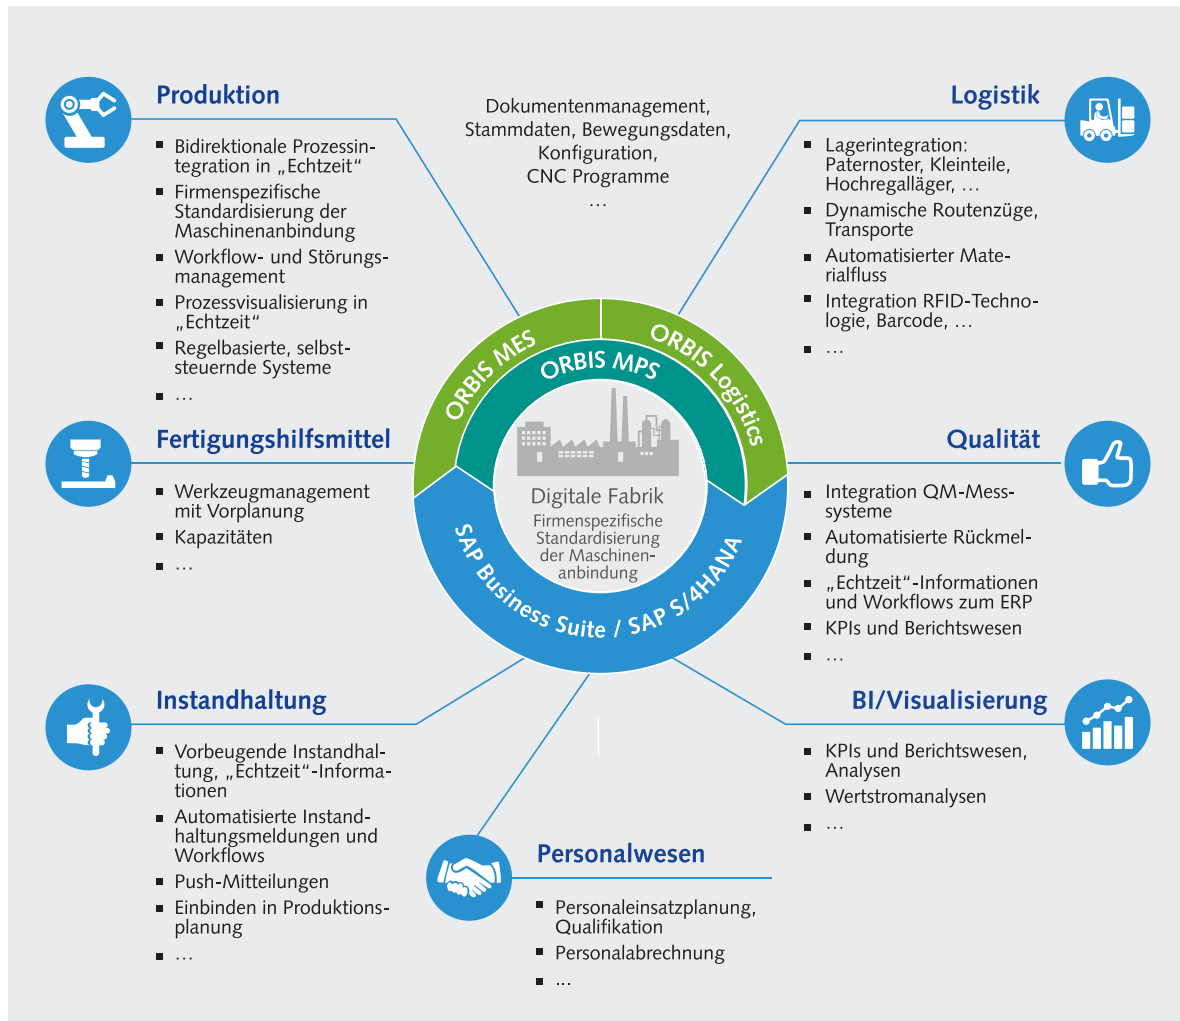 Produktion
Bidirektionale Prozessin-
tegration in „Echtzeit“
Firmenspezifische
Standardisierung der
Maschinenanbindung
Workflow- und Störungs-
management
Prozessvisualisierung in
„Echtzeit“
Regelbasierte, selbst-
steuernde Systeme
…
Dokumentenmanagement,
Stammdaten, Bewegungsdaten,
Konfiguration,
CNC Programme
…
Logistik
Lagerintegration:
Paternoster, Kleinteile,
Hochregalläger, …
Dynamische Routenzüge,
Transporte
Automatisierter Mate-
rialfluss
Integration RFID-Techno-
logie, Barcode, …
…
ORBIS MES
ORBIS Logistics
ORBIS MPS
Digitale Fabrik
Firmenspezifische
Standardisierung
der Maschinen-
anbindung
SAP Business Suite / SAP S/4HANA
Fertigungshilfsmittel
Werkzeugmanagement
mit Vorplanung
Kapazitäten
…
Qualität
Integration QM-Mess-
systeme
Automatisierte Rückmel-
dung
„Echtzeit“-Informationen
und Workflows zum ERP
KPIs und Berichtswesen
…
Instandhaltung
Vorbeugende Instandhal-
tung, „Echtzeit“-Informa-
tionen
Automatisierte Instand-
haltungsmeldungen und
Workflows
Push-Mitteilungen
Einbinden in Produktions-
planung
…
BI/Visualisierung
KPIs und Berichtswesen,
Analysen
Wertstromanalysen
…
Personalwesen
Personaleinsatzplanung,
Qualifikation
Personalabrechnung
...